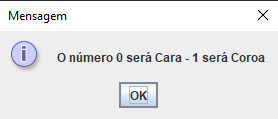 Mensagem
O número 0 será Cara - 1 será Coroa
OK